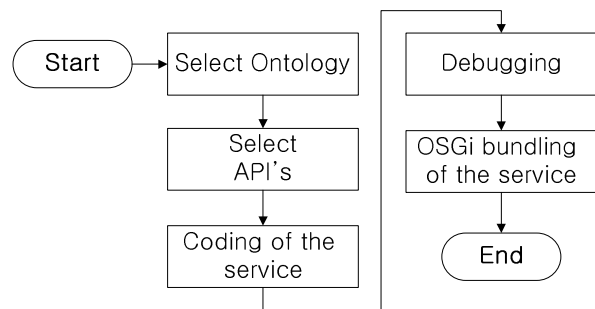 Start
Select Ontology
Select
API's
Coding of the
service
Debugging
OSGi bundling
of the service
End